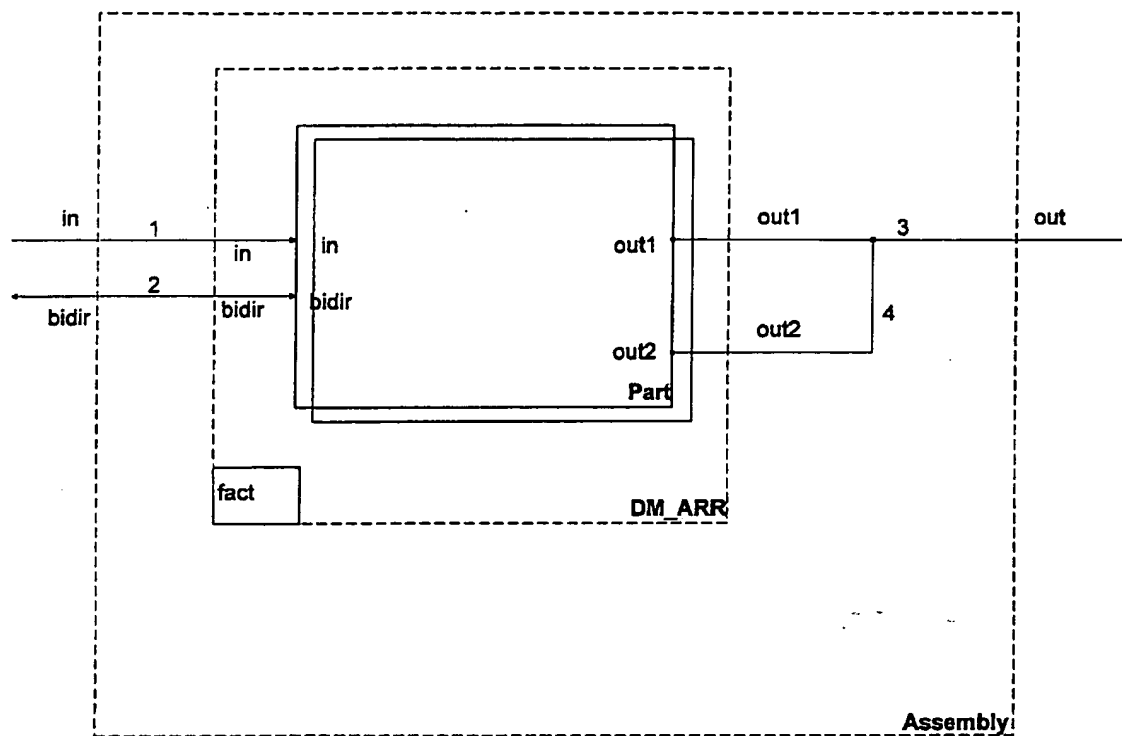 in
1
in
in
2
bidir
bidir
bidir
out1
out1
3
out
out2
out2
4
Part
fact
DM_ARR
Assembly